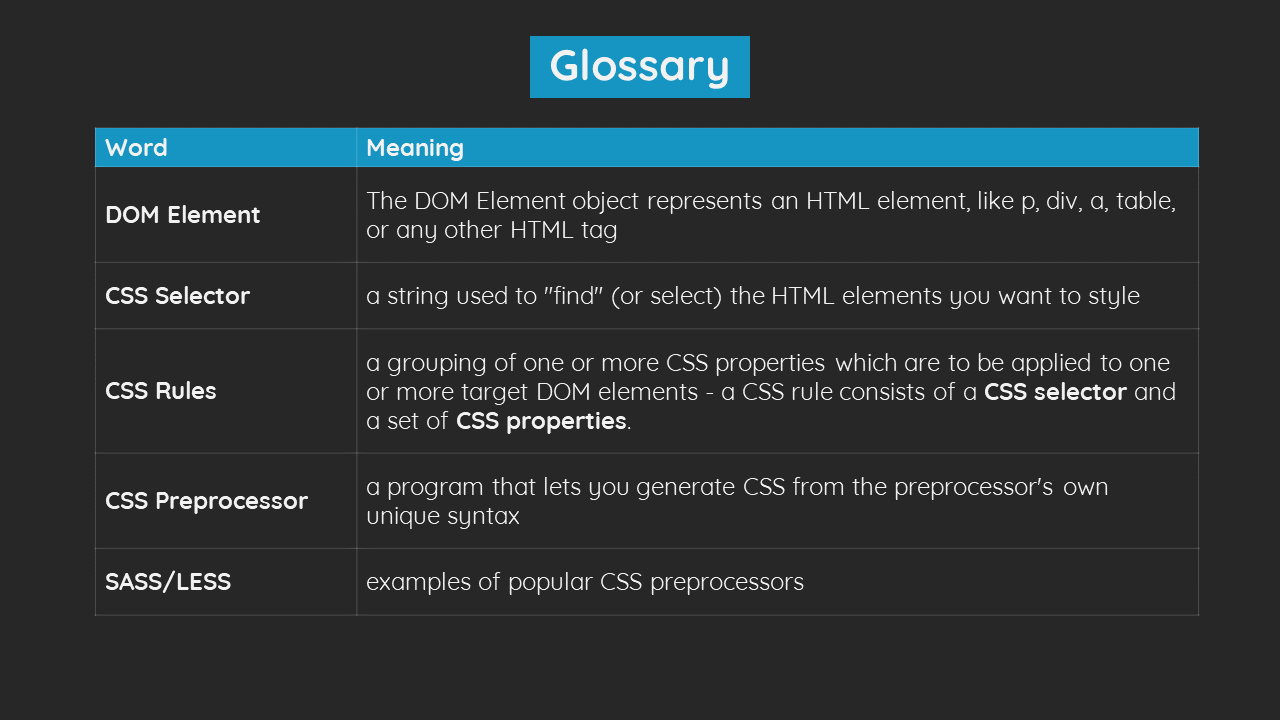 Glossary
Word
Meaning
DOM Element
The DOM Element object represents an HTML element, like p, div, a, table,
or any other HTML tag
CSS Selector
a string used to "find" (or select) the HTML elements you want to style
CSS Rules
a grouping of one or more CSS properties which are to be applied to one
or more target DOM elements - a CSS rule consists of a CSS selector and
a set of CSS properties.
CSS Preprocessor
a program that lets you generate CSS from the preprocessor's own
unique syntax
SASS/LESS
examples of popular CSS preprocessors